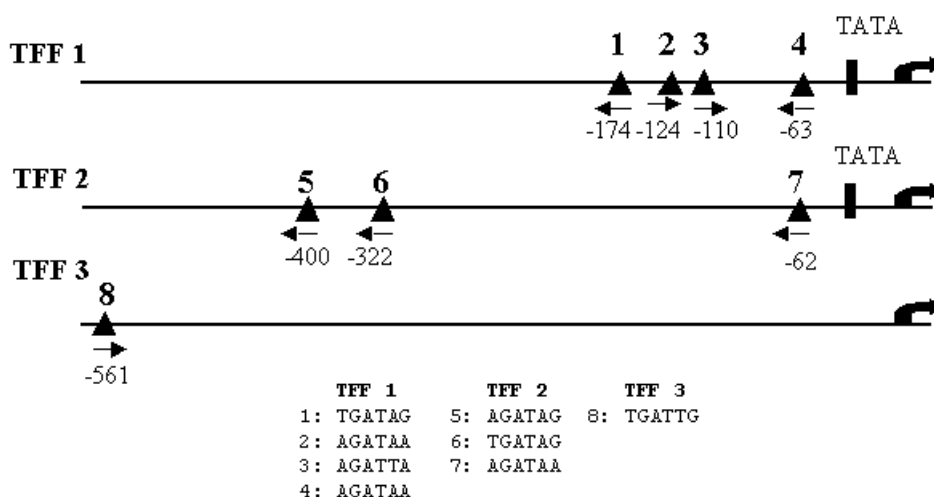 TATA
1 2 3 4
TFF 1
-174 -124 -110 -63
TATA
TFF 2
5 6 7
-400 -322 -62
TFF 3
8
-561
TFF 1 TFF 2 TFF 3
1: TGATAG 5: AGATAG 8: TGATTG
2: AGATAA 6: TGATAG
3: AGATTA 7: AGATAA
4: AGATAA